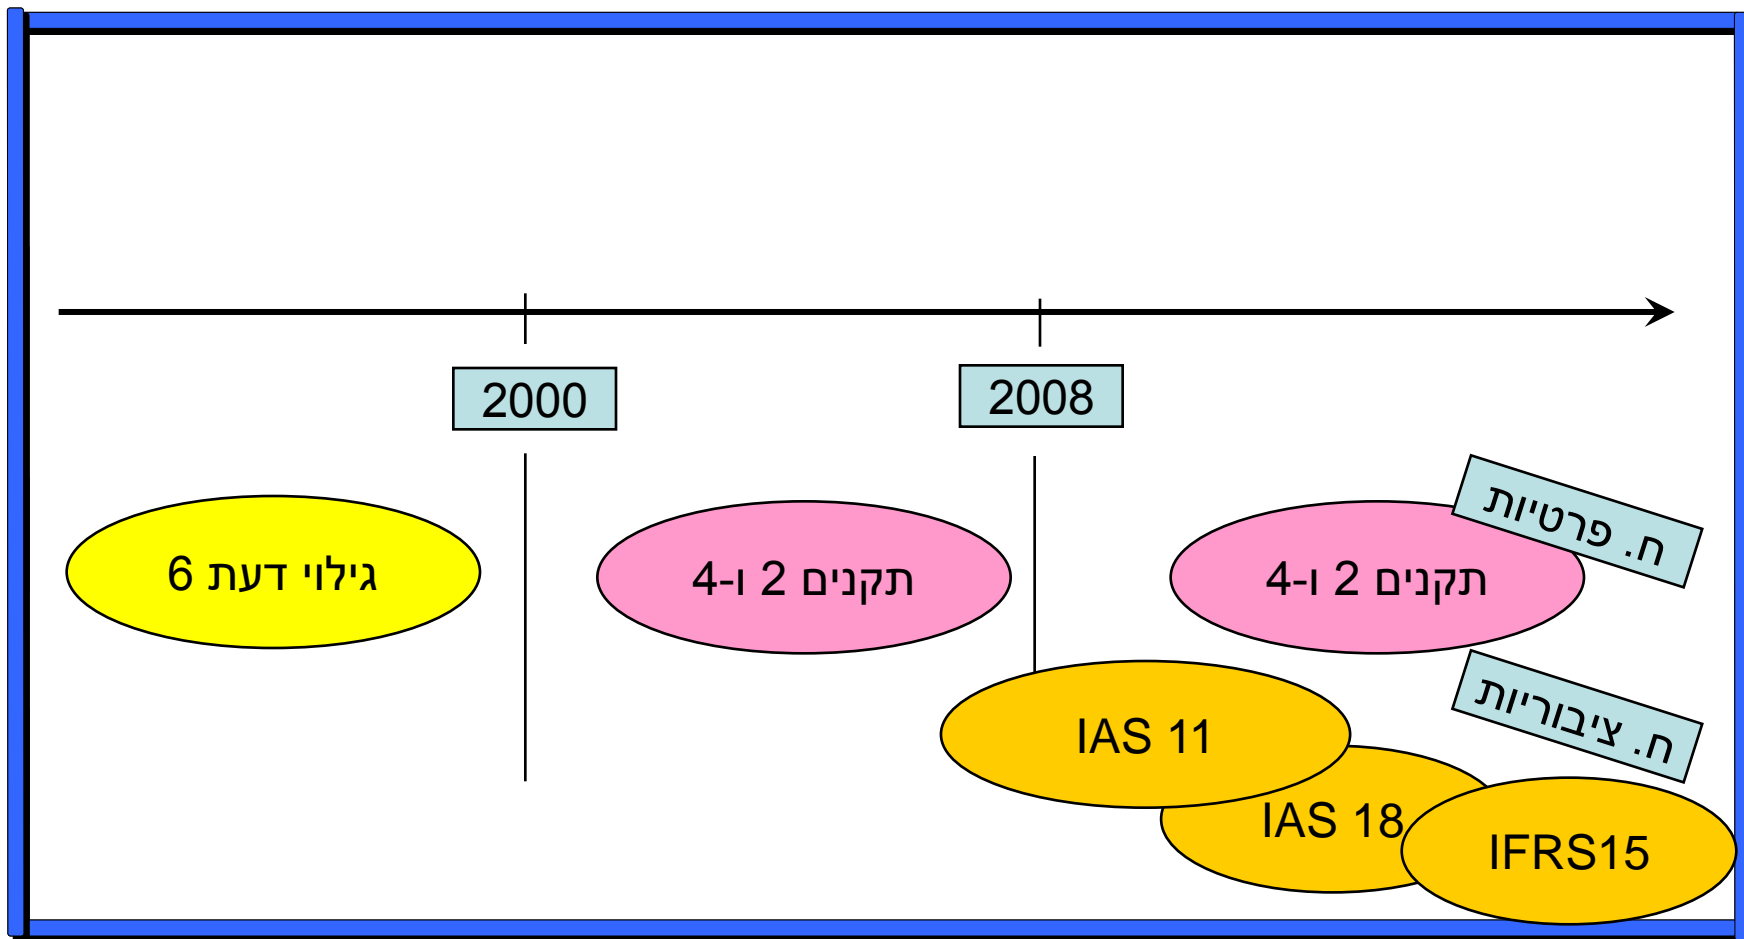 2000
2008
גילוי דעת 6
תקנים 2 ו-4
תקנים 2 ו-4
ח. פרטיות
ח. ציבוריות
IAS 11
IAS 18
IFRS15